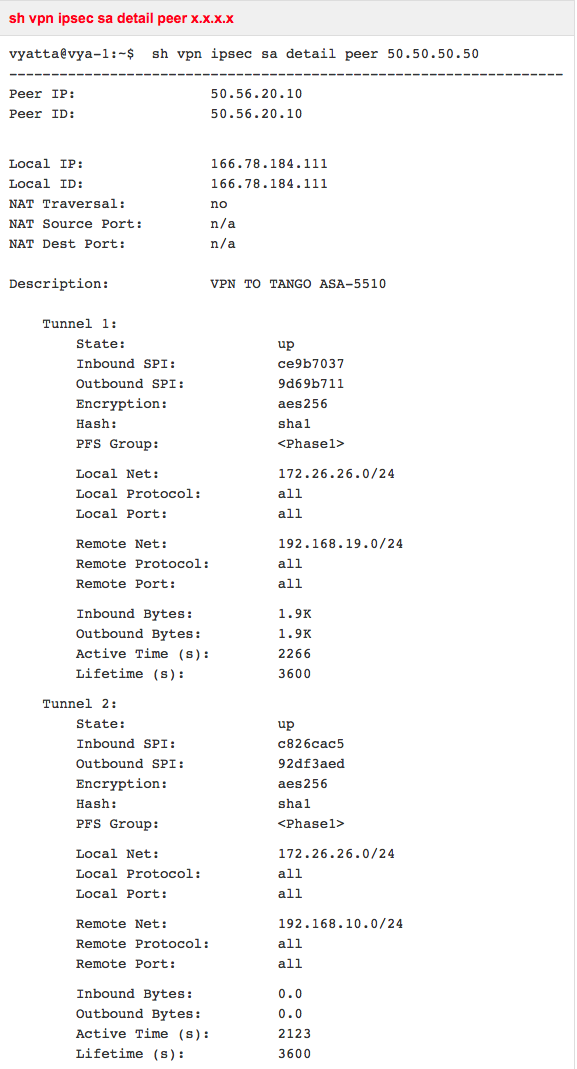 sh vpn ipsec sa detail peer x.x.x.x
vyatta@vya-1:~$  sh vpn ipsec sa detail peer 50.50.50.50
------------------------------------------------------------------
Peer IP:                50.56.20.10
Peer ID:                50.56.20.10
Local IP:               166.78.184.111
Local ID:               166.78.184.111
NAT Traversal:          no
NAT Source Port:        n/a
NAT Dest Port:          n/a
Description:            VPN TO TANGO ASA-5510
    Tunnel 1:
        State:                  up
        Inbound SPI:            ce9b7037
        Outbound SPI:           9d69b711
        Encryption:             aes256
        Hash:                   sha1
        PFS Group:              <Phase1>
        Local Net:              172.26.26.0/24
        Local Protocol:         all
        Local Port:             all
        Remote Net:             192.168.19.0/24
        Remote Protocol:        all
        Remote Port:            all
        Inbound Bytes:          1.9K
        Outbound Bytes:         1.9K
        Active Time (s):        2266
        Lifetime (s):           3600
    Tunnel 2:
        State:                  up
        Inbound SPI:            c826cac5
        Outbound SPI:           92df3aed
        Encryption:             aes256
        Hash:                   sha1
        PFS Group:              <Phase1>
        Local Net:              172.26.26.0/24
        Local Protocol:         all
        Local Port:             all
        Remote Net:             192.168.10.0/24
        Remote Protocol:        all
        Remote Port:            all
        Inbound Bytes:          0.0
        Outbound Bytes:         0.0
        Active Time (s):        2123
        Lifetime (s):           3600